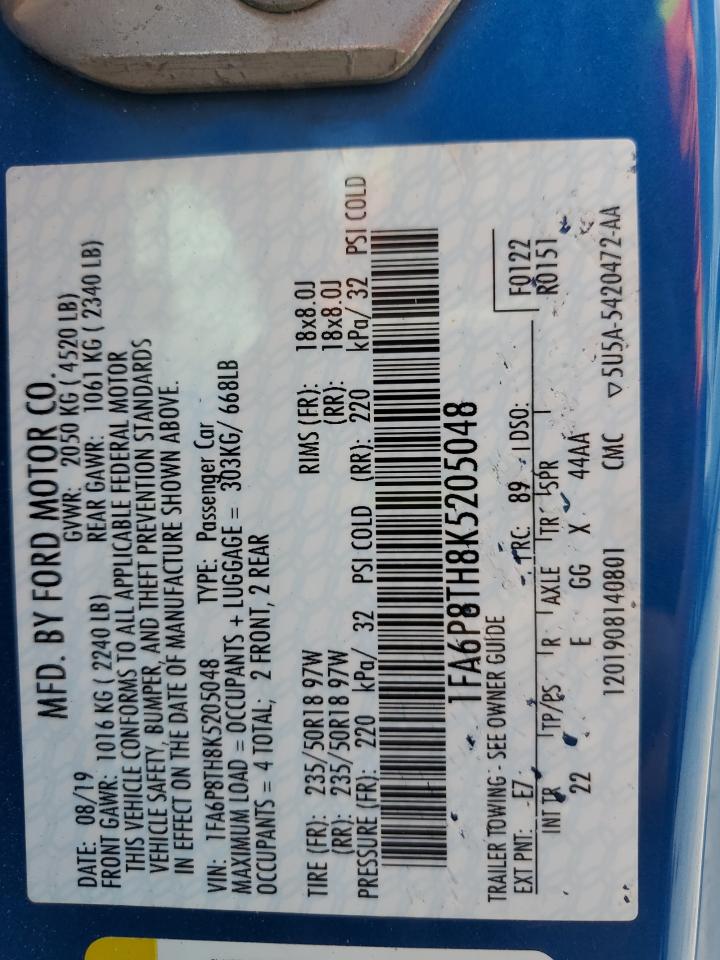 MFD. BY FORD MOTOR CO.
DATE: 08/19 GVWR: 2050 KG ( 4520 LB)
FRONT GAWR: 1016 KG ( 2240 LB) REAR GAWR: 1061 KG ( 2340 LB)
THIS VEHICLE CONFORMS TO ALL APPLICABLE FEDERAL MOTOR
VEHICLE SAFETY, BUMPER, AND THEFT PREVENTION STANDARDS
IN EFFECT ON THE DATE OF MANUFACTURE SHOWN ABOVE.
VIN: 1FA6P8TH8K5205048 TYPE: Passenger Car
MAXIMUM LOAD = OCCUPANTS + LUGGAGE = 303KG/ 668LB
OCCUPANTS = 4 TOTAL; 2 FRONT, 2 REAR
TIRE (FR): 235/50R18 97W RIMS (FR): 18x8.0J
(RR): 235/50R18 97W (RR): 18x8.0J
PRESSURE (FR): 220 kPa/ 32 PSI COLD (RR): 220 kPa/ 32 PSI COLD
1FA6P8TH8K5205048
TRAILER TOWING - SEE OWNER GUIDE
F0122
EXT PNT: E7 RC: 89 DSO: R0151
INT TR TP/PS R AXLE TR SPR
22 E GG X 44AA
1201908140801 CMC ▽5U5A-5420472-AA